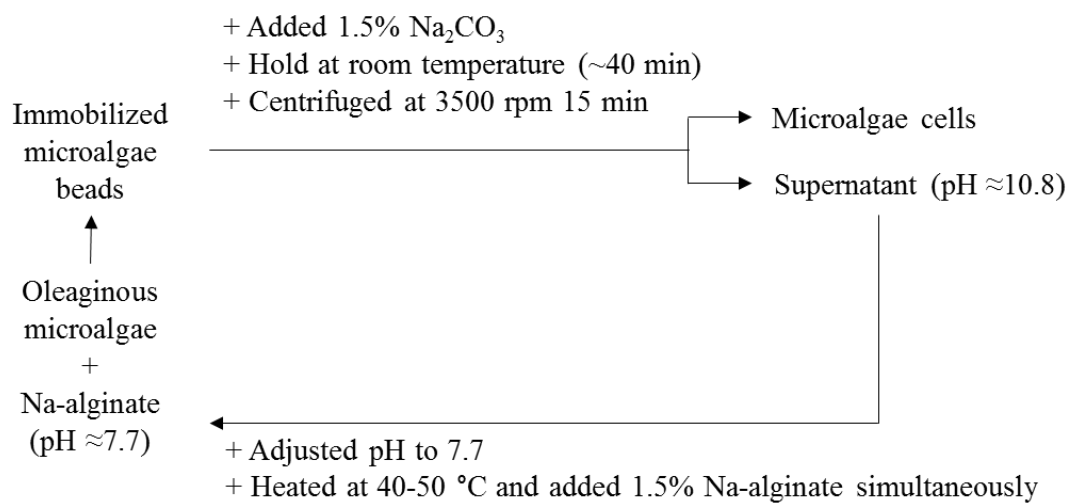 + Added 1.5% Na₂CO₃
+ Hold at room temperature (~40 min)
+ Centrifuged at 3500 rpm 15 min
Immobilized
microalgae
beads
Microalgae cells
Supernatant (pH ≈10.8)
Oleaginous
microalgae
+
Na-alginate
(pH ≈7.7)
+ Adjusted pH to 7.7
+ Heated at 40-50 °C and added 1.5% Na-alginate simultaneously